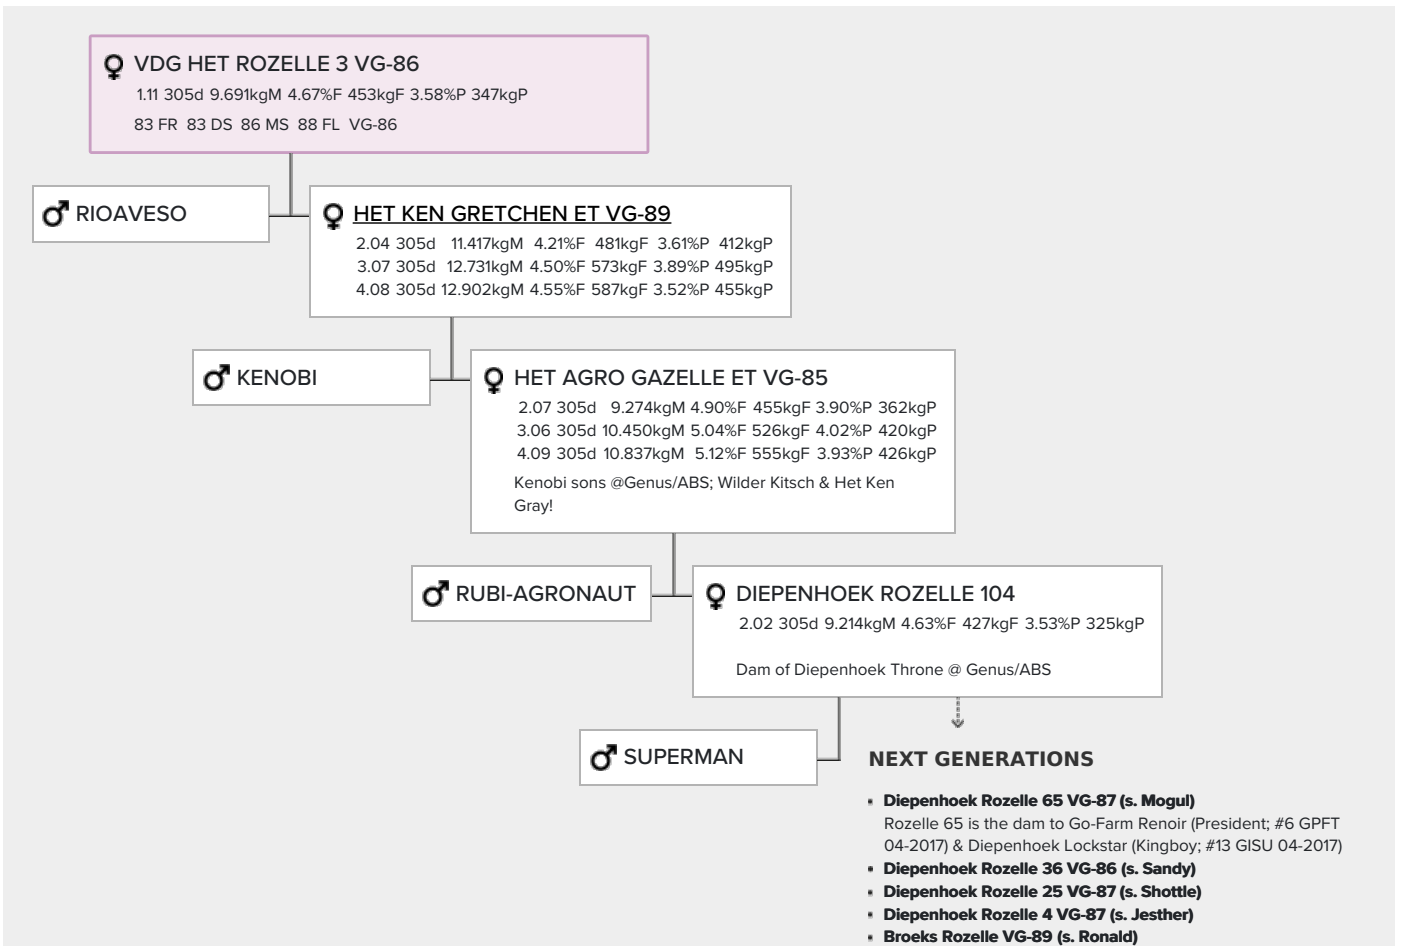 VDG HET ROZELLE 3 VG-86
1.11 305d 9.691kgM 4.67%F 453kgF 3.58%P 347kgP
83 FR 83 DS 86 MS 88 FL VG-86
RIOAVESO
HET KEN GRETCHEN ET VG-89
2.04 305d 11.417kgM 4.21%F 481kgF 3.61%P 412kgP
3.07 305d 12.731kgM 4.50%F 573kgF 3.89%P 495kgP
4.08 305d 12.902kgM 4.55%F 587kgF 3.52%P 455kgP
KENOBI
HET AGRO GAZELLE ET VG-85
2.07 305d 9.274kgM 4.90%F 455kgF 3.90%P 362kgP
3.06 305d 10.450kgM 5.04%F 526kgF 4.02%P 420kgP
4.09 305d 10.837kgM 5.12%F 555kgF 3.93%P 426kgP
Kenobi sons @Genus/ABS; Wilder Kitsch & Het Ken
Gray!
RUBI-AGRONAUT
DIEPENHOEK ROZELLE 104
2.02 305d 9.214kgM 4.63%F 427kgF 3.53%P 325kgP
Dam of Diepenhoek Throne @ Genus/ABS
SUPERMAN
NEXT GENERATIONS
Diepenhoek Rozelle 65 VG-87 (s. Mogul)
Rozelle 65 is the dam to Go-Farm Renoir (President; #6 GPFT
04-2017) & Diepenhoek Lockstar (Kingboy; #13 GISU 04-2017)
Diepenhoek Rozelle 36 VG-86 (s. Sandy)
Diepenhoek Rozelle 25 VG-87 (s. Shottle)
Diepenhoek Rozelle 4 VG-87 (s. Jesther)
Broeks Rozelle VG-89 (s. Ronald)